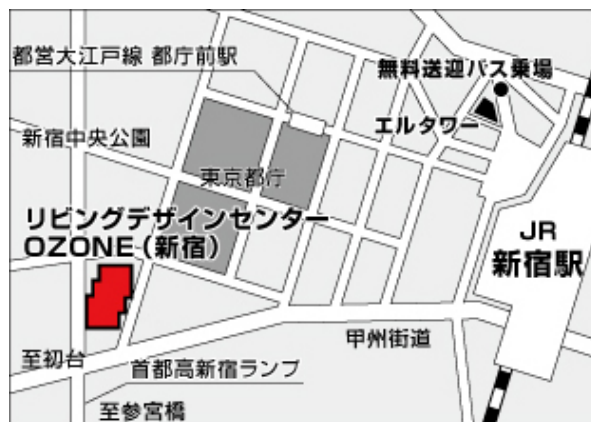 都営大江戸線 都庁前駅
無料送迎バス乗場
エルタワー
新宿中央公園
東京都庁
リビングデザインセンター
OZONE（新宿）
JR
新宿駅
甲州街道
至初台
首都高新宿ランプ
至参宮橋